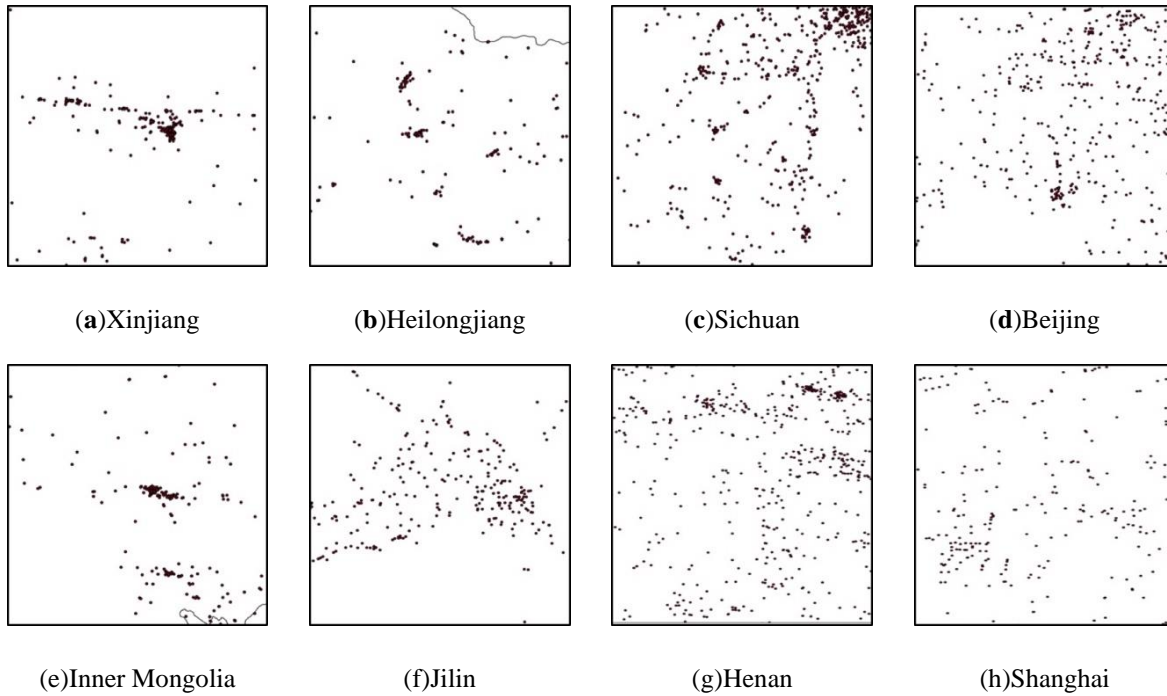 (a)Xinjiang (b)Heilongjiang (c)Sichuan (d)Beijing
(e)Inner Mongolia (f)Jilin (g)Henan (h)Shanghai